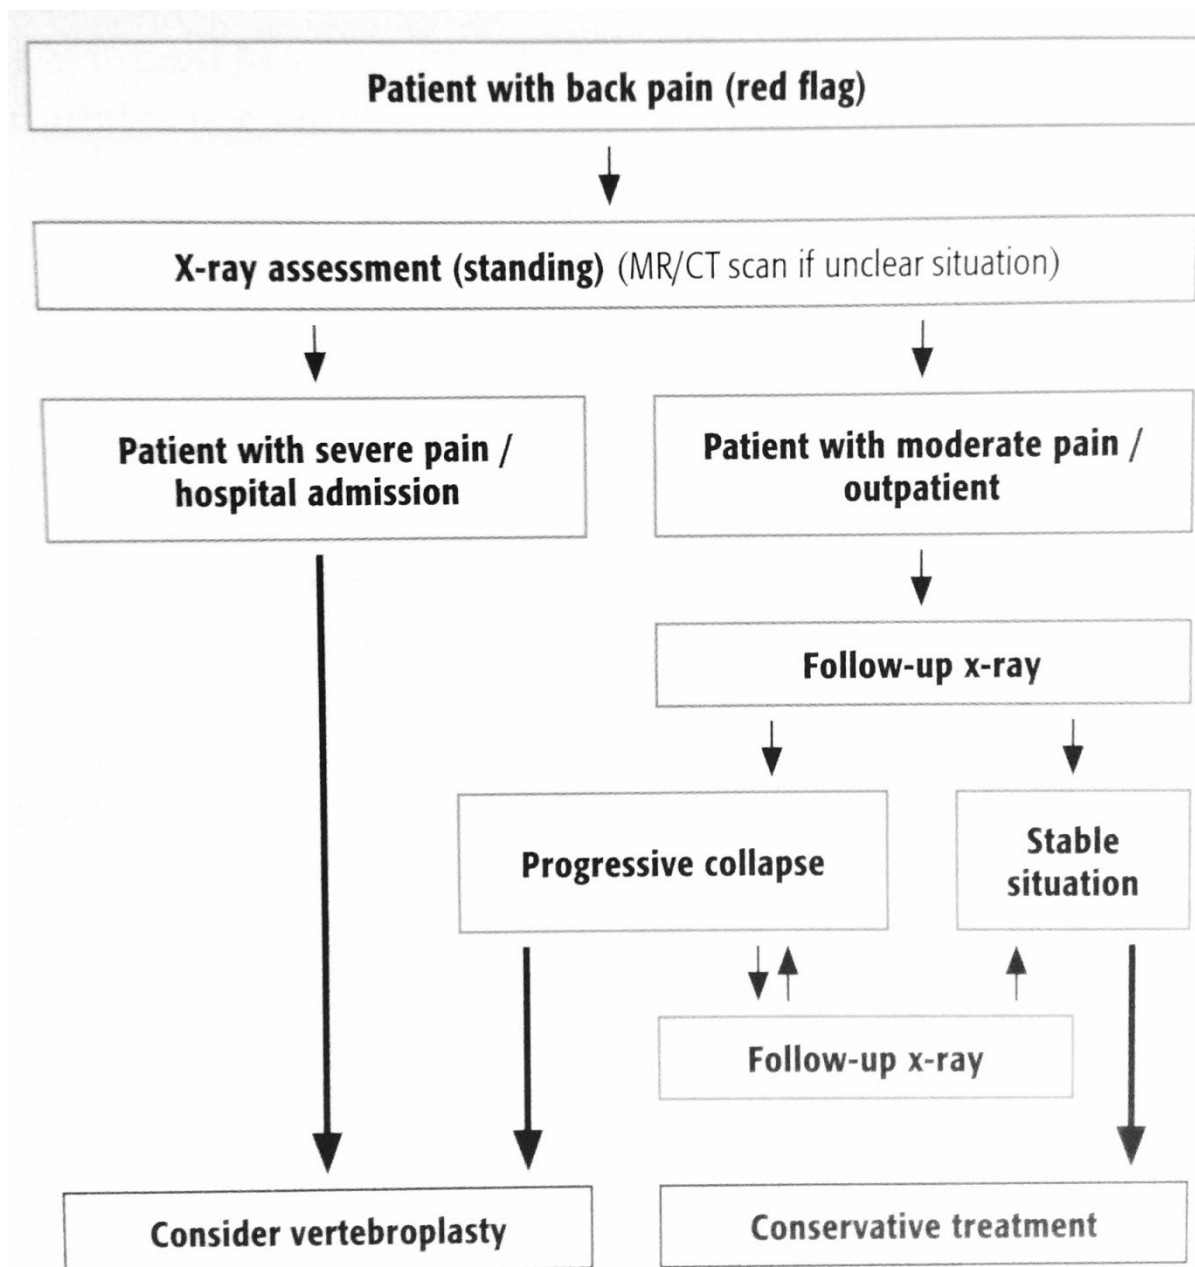 Patient with back pain (red flag)
X-ray assessment (standing) (MR/CT scan if unclear situation)
Patient with severe pain /
hospital admission
Patient with moderate pain /
outpatient
Follow-up x-ray
Progressive collapse
Stable
situation
Follow-up x-ray
Consider vertebroplasty
Conservative treatment